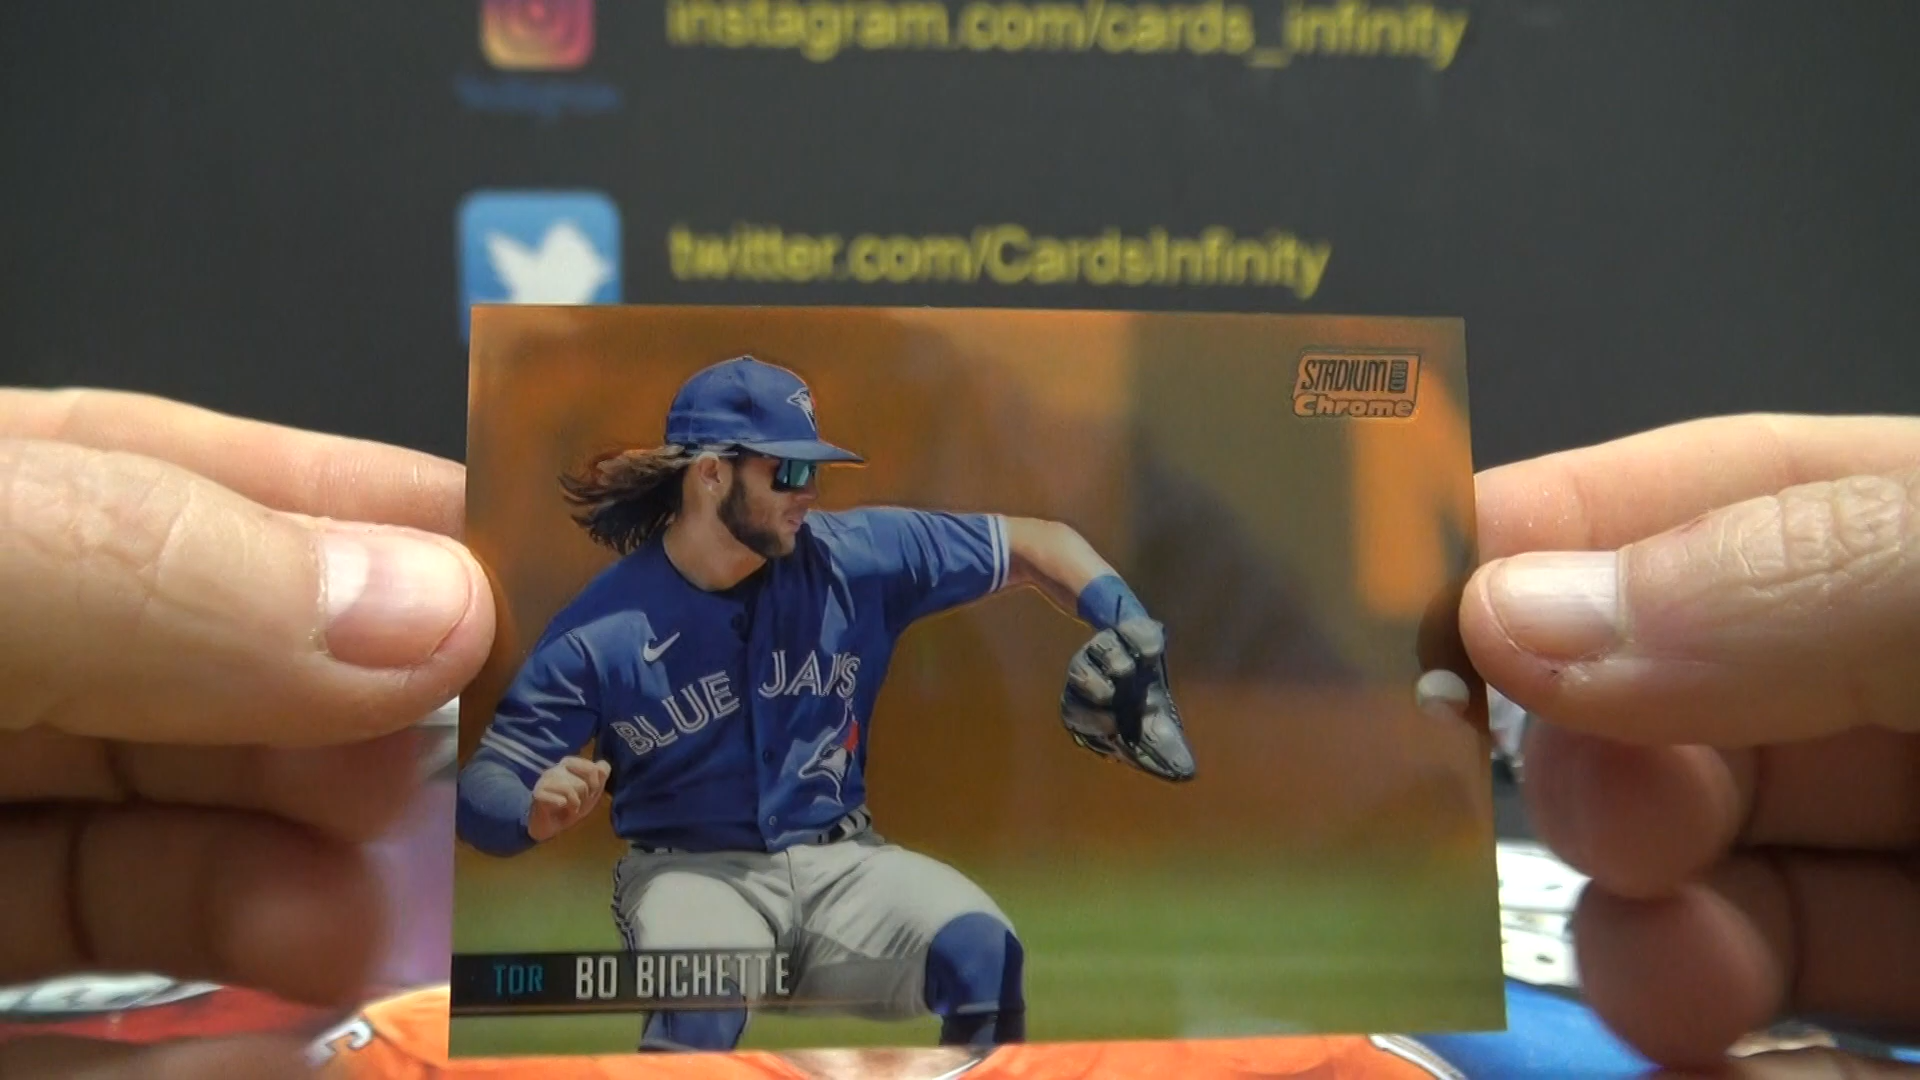 instagram.com/cards_infinity
twitter.com/CardsInfinity
STADIUM CLUB
Chrome
BLUE JAYS
TOR BO BICHETTE